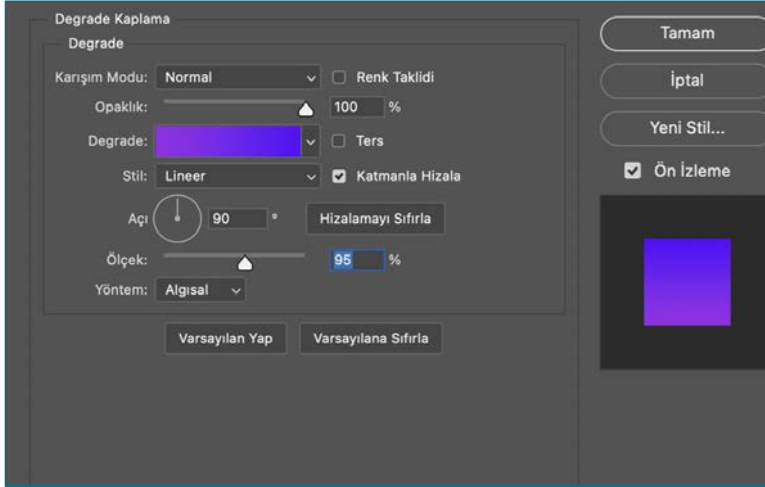 Degrade Kaplama
Degrade
Karışım Modu: Normal Renk Taklidi
Opaklık: 100 %
Degrade: Ters
Stil: Lineer Katmanla Hizala
Açı 90 ° Hizalamayı Sıfırla
Ölçek: 95 %
Yöntem: Algısal
Varsayılan Yap Varsayılana Sıfırla
Tamam
İptal
Yeni Stil...
Ön İzleme